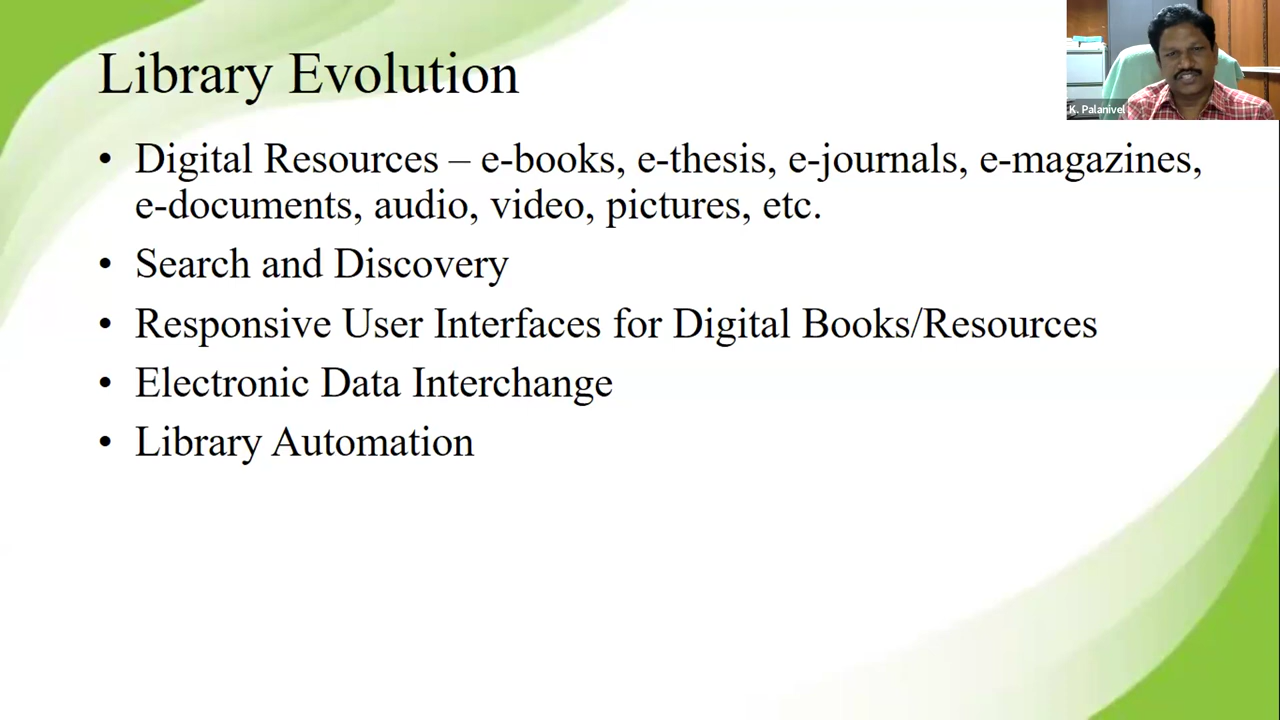 Library Evolution
K. Palanivel
• Digital Resources – e-books, e-thesis, e-journals, e-magazines,
e-documents, audio, video, pictures, etc.
• Search and Discovery
• Responsive User Interfaces for Digital Books/Resources
• Electronic Data Interchange
• Library Automation